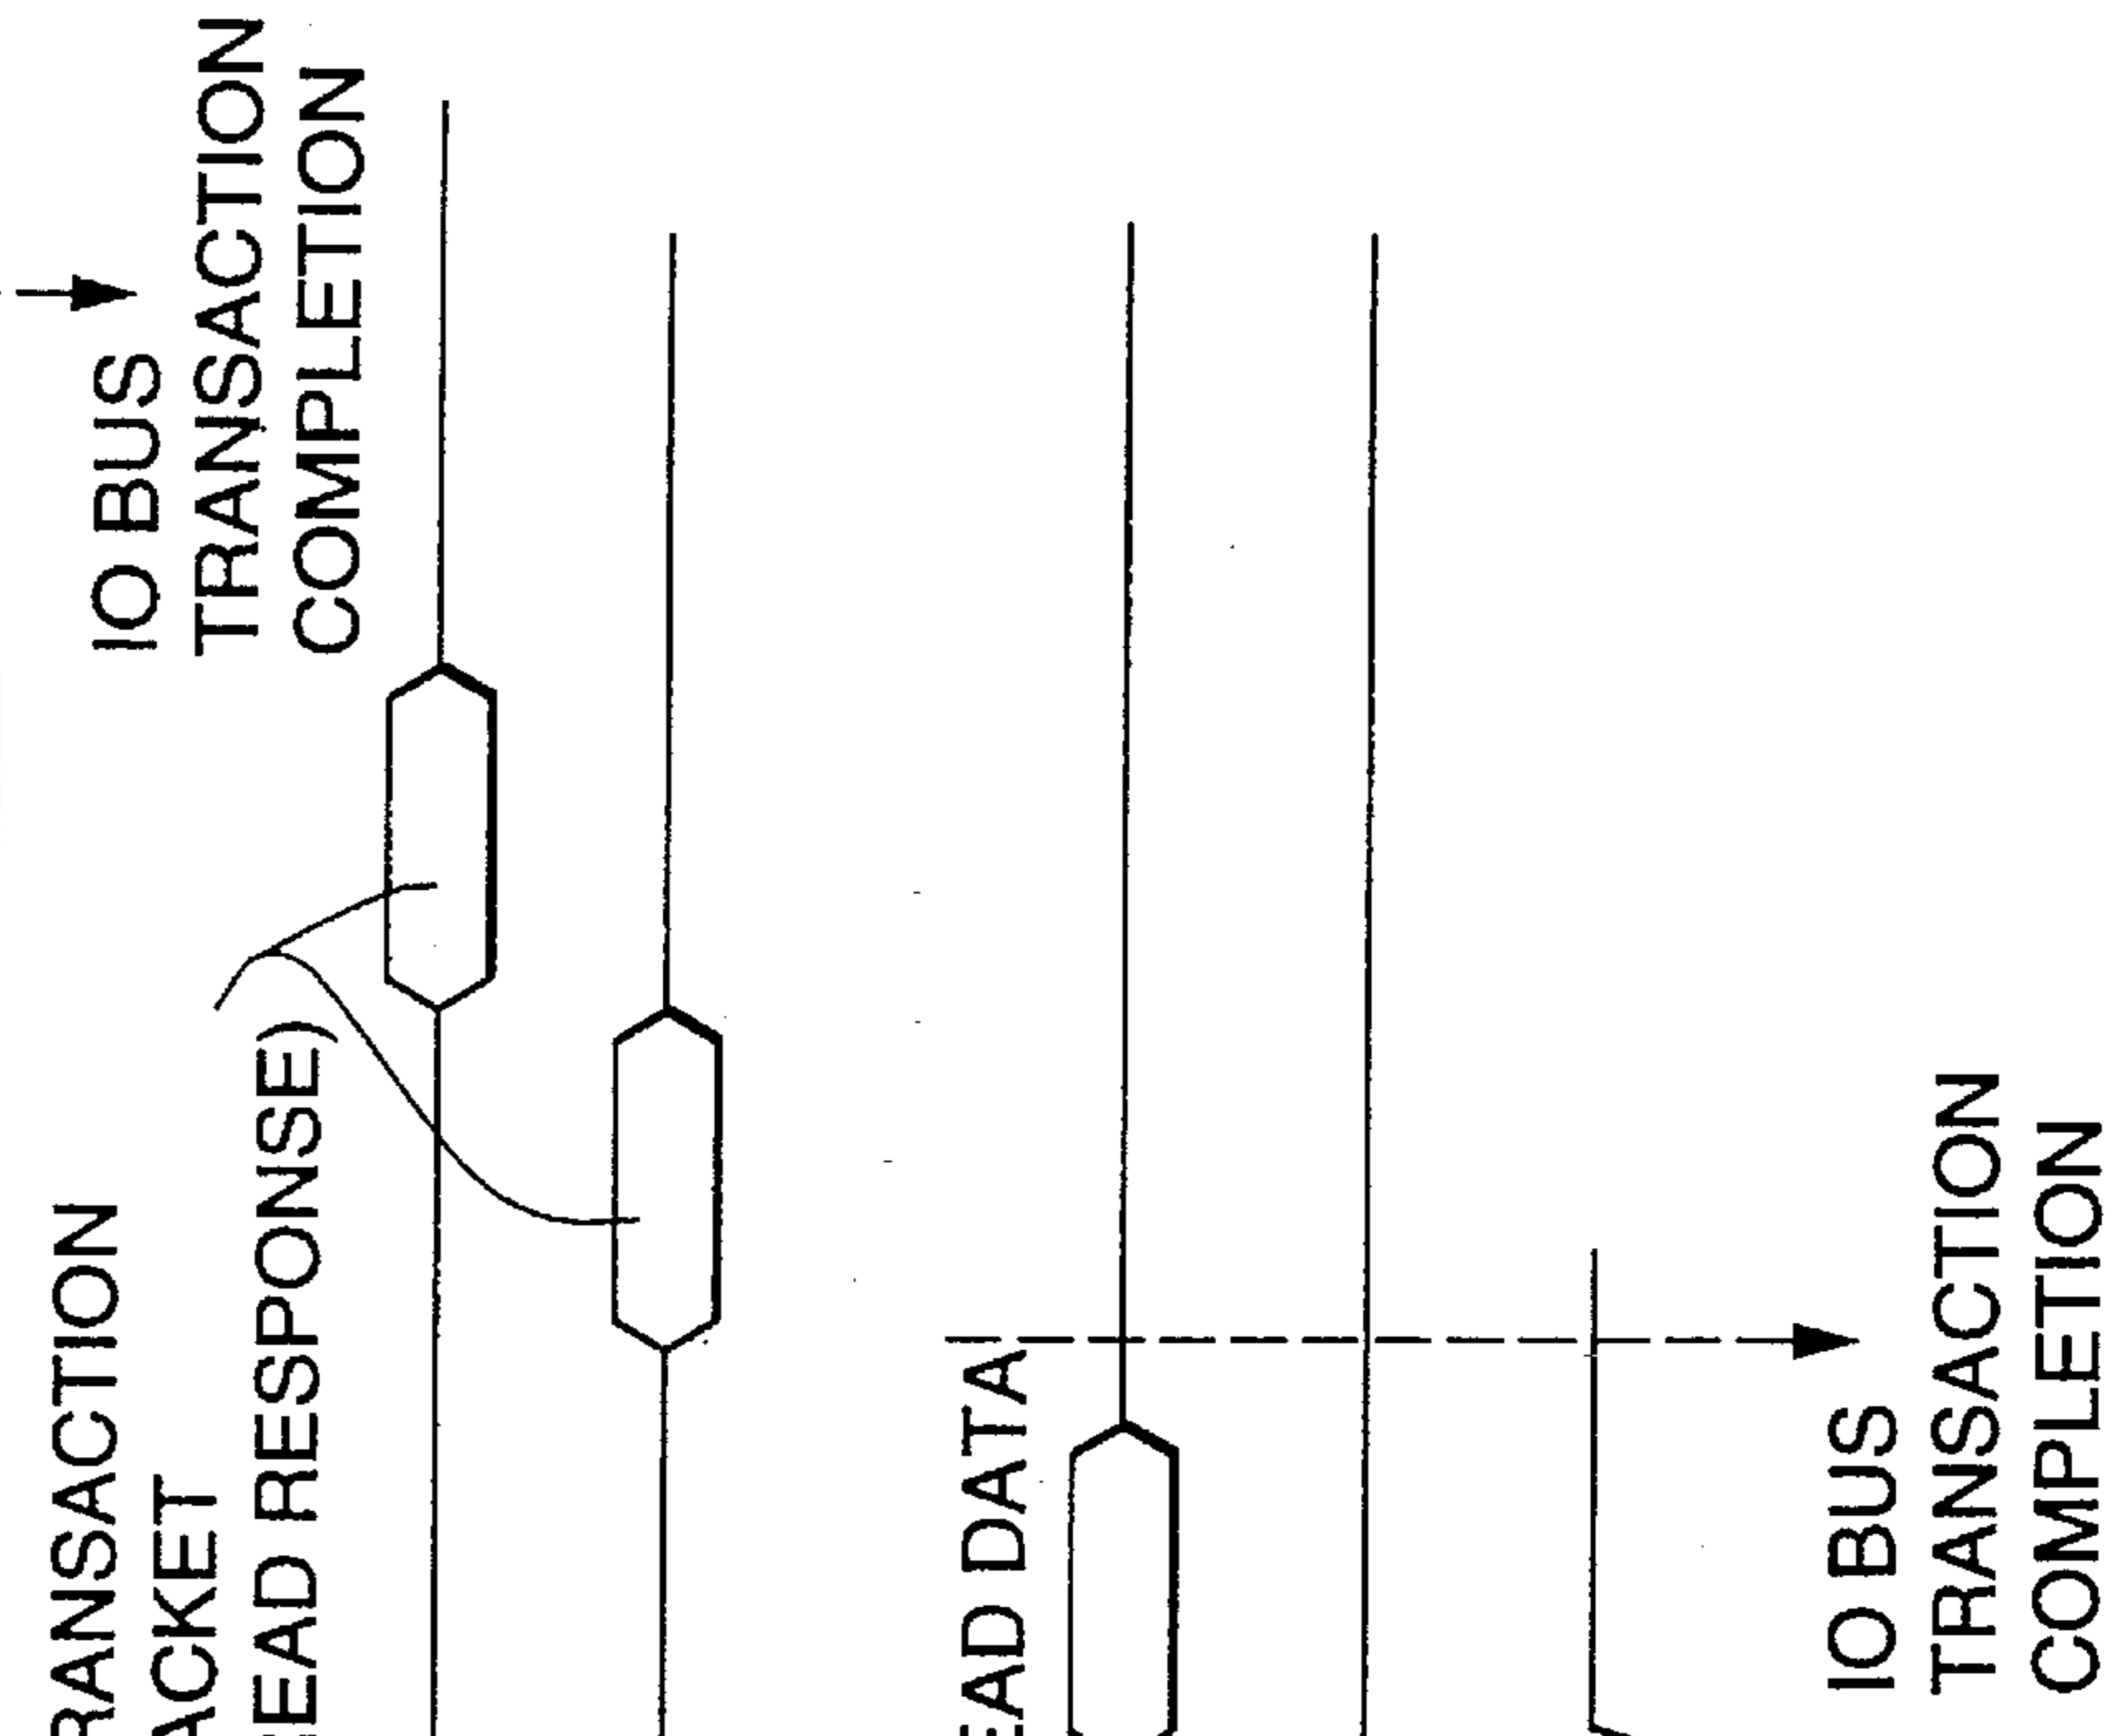 IO BUS
TRANSACTION
COMPLETION
RANSACTION
ACKET
EAD RESPONSE)
EAD DATA
IO BUS
TRANSACTION
COMPLETION